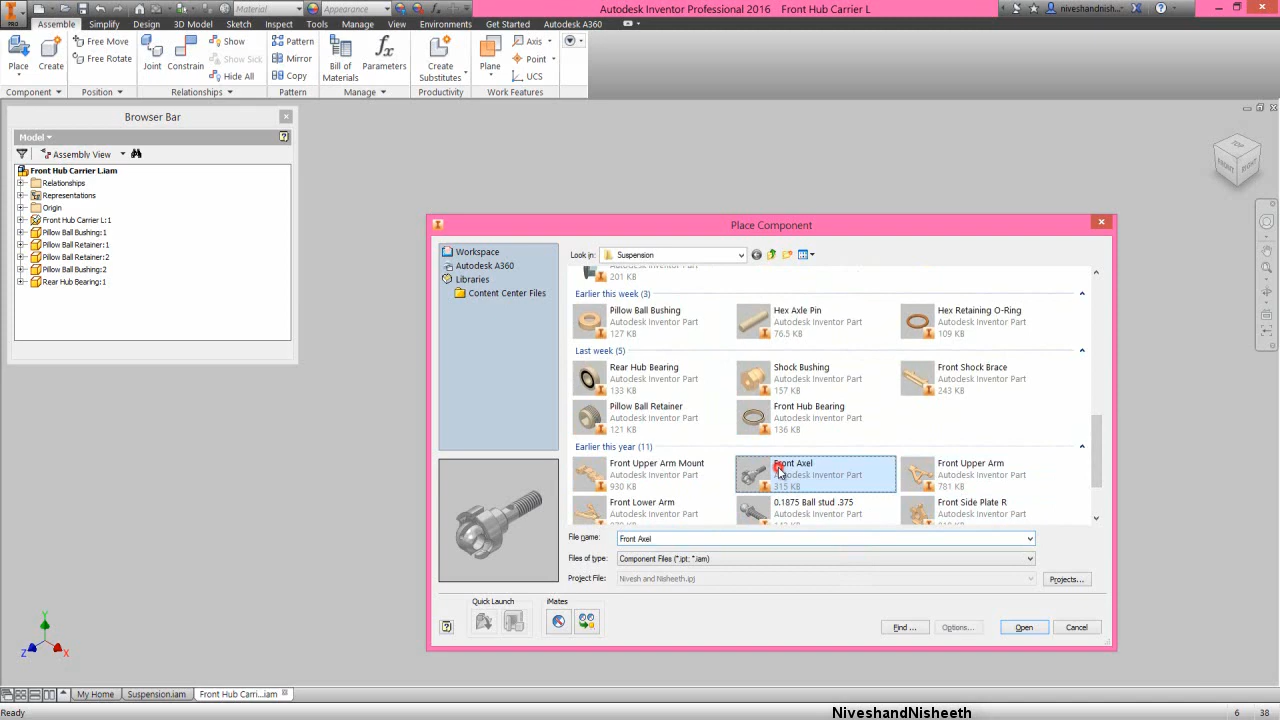 Material
Appearance
Autodesk Inventor Professional 2016 Front Hub Carrier L
niveshandnish...
PRO
Assemble Simplify Design 3D Model Sketch Inspect Tools Manage View Environments Get Started Autodesk A360
Place Create Free Move Free Rotate Joint Constrain Show Show Sick Hide All Pattern Mirror Copy Bill of Materials Parameters Create Substitutes Plane Axis Point UCS
Component Position Relationships Pattern Manage Productivity Work Features
Browser Bar
Model
Assembly View
Front Hub Carrier L.iam
Relationships
Representations
Origin
Front Hub Carrier L:1
Pillow Ball Bushing:1
Pillow Ball Retainer:1
Pillow Ball Retainer:2
Pillow Ball Bushing:2
Rear Hub Bearing:1
TOP
FRONT
RIGHT
Place Component
Workspace
Autodesk A360
Libraries
Content Center Files
Look in: Suspension
201 KB
Earlier this week (3)
Pillow Ball Bushing Hex Axle Pin Hex Retaining O-Ring
Autodesk Inventor Part Autodesk Inventor Part Autodesk Inventor Part
127 KB 76.5 KB 109 KB
Last week (5)
Rear Hub Bearing Shock Bushing Front Shock Brace
Autodesk Inventor Part Autodesk Inventor Part Autodesk Inventor Part
133 KB 157 KB 243 KB
Pillow Ball Retainer Front Hub Bearing
Autodesk Inventor Part Autodesk Inventor Part
121 KB 136 KB
Earlier this year (11)
Front Upper Arm Mount Front Axel Front Upper Arm
Autodesk Inventor Part Autodesk Inventor Part Autodesk Inventor Part
930 KB 315 KB 781 KB
Front Lower Arm 0.1875 Ball stud .375 Front Side Plate R
Autodesk Inventor Part Autodesk Inventor Part Autodesk Inventor Part
File name: Front Axel
Files of type: Component Files (*.ipt; *.iam)
Project File: Nivesh and Nisheeth.ipj Projects...
Quick Launch iMates
Find ... Options... Open Cancel
Y
Z
X
My Home Suspension.iam Front Hub Carri...iam
Ready NiveshandNisheeth 6 38